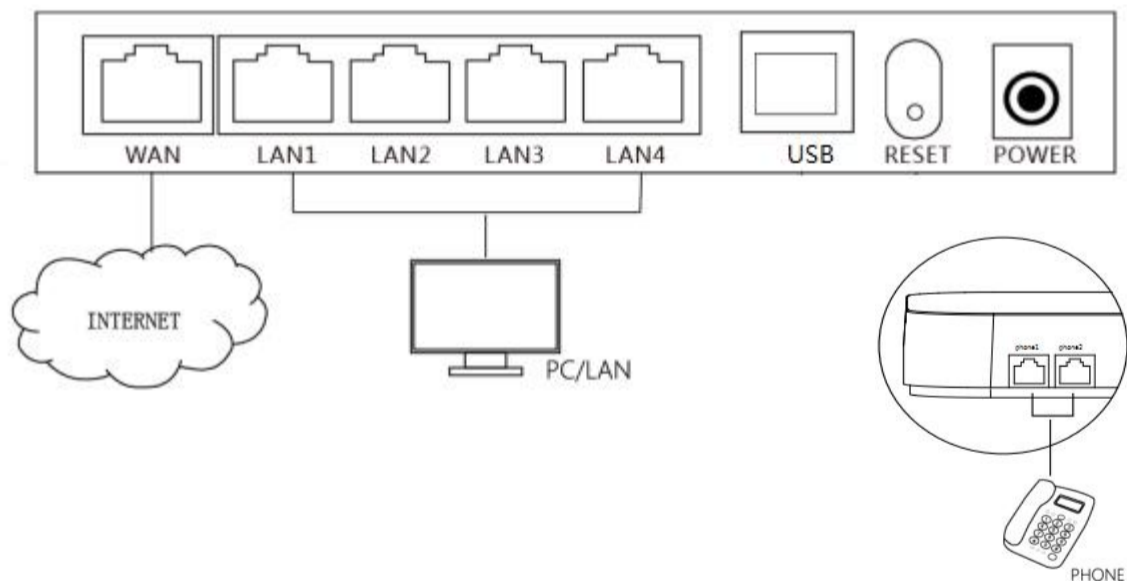 WAN LAN1 LAN2 LAN3 LAN4 USB RESET POWER
INTERNET
PC/LAN
phone1 phone2
PHONE